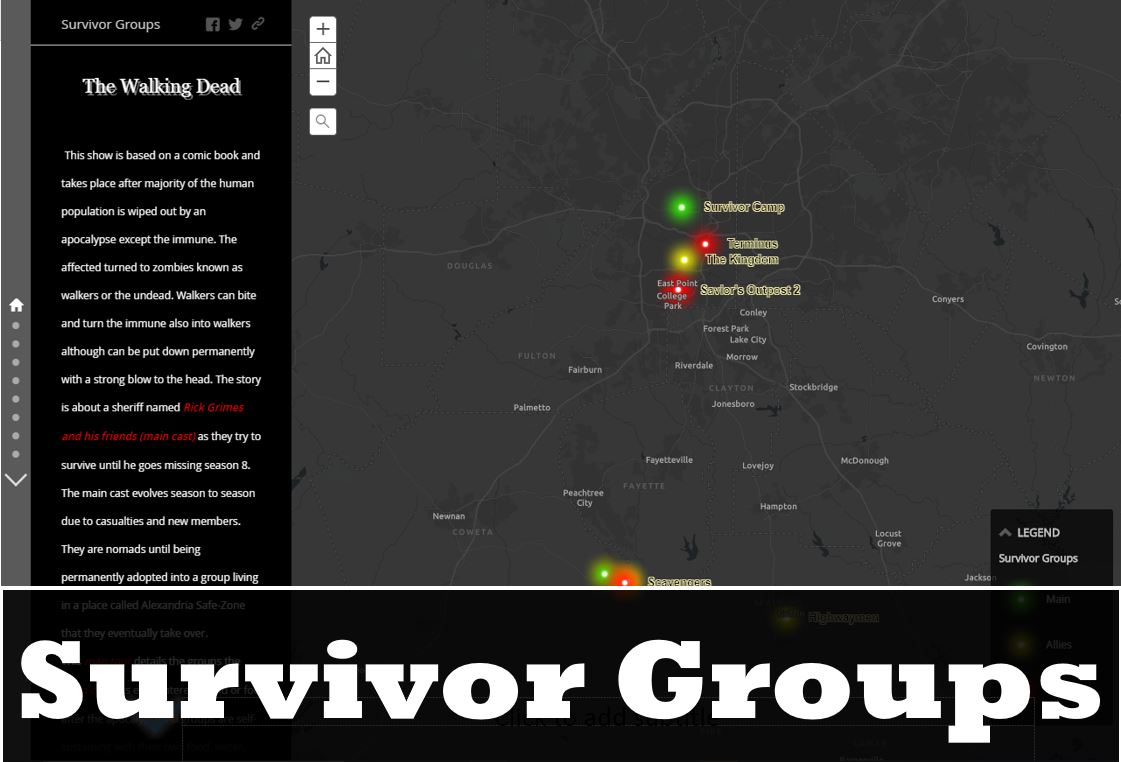 Survivor Groups
The Walking Dead
This show is based on a comic book and
takes place after majority of the human
population is wiped out by an
apocalypse except the immune. The
affected turned to zombies known as
walkers or the undead. Walkers can bite
and turn the immune also into walkers
although can be put down permanently
with a strong blow to the head. The story
is about a sheriff named Rick Grimes
and his friends (main cast) as they try to
survive until he goes missing season 8.
The main cast evolves season to season
due to casualties and new members.
They are nomads until being
permanently adopted into a group living
in a place called Alexandria Safe-Zone
that they eventually take over.
details the groups the
groups are self-
Survivor Camp
Terminus
The Kingdom
DOUGLAS
East Point
College
Park
Savior's Outpost 2
Conyers
Conley
Forest Park
Lake City
Covington
FULTON
Morrow
Riverdale
Fairburn
NEWTON
CLAYTON
Stockbridge
Palmetto
Jonesboro
Fayetteville
Lovejoy
McDonough
FAYETTE
Peachtree
City
Hampton
Newnan
COWETA
Locust
Grove
Jackson
Scavengers
Highwaymen
LEGEND
Survivor Groups
Main
Allies
Survivor Groups
Click to add subtitle
LAMAR